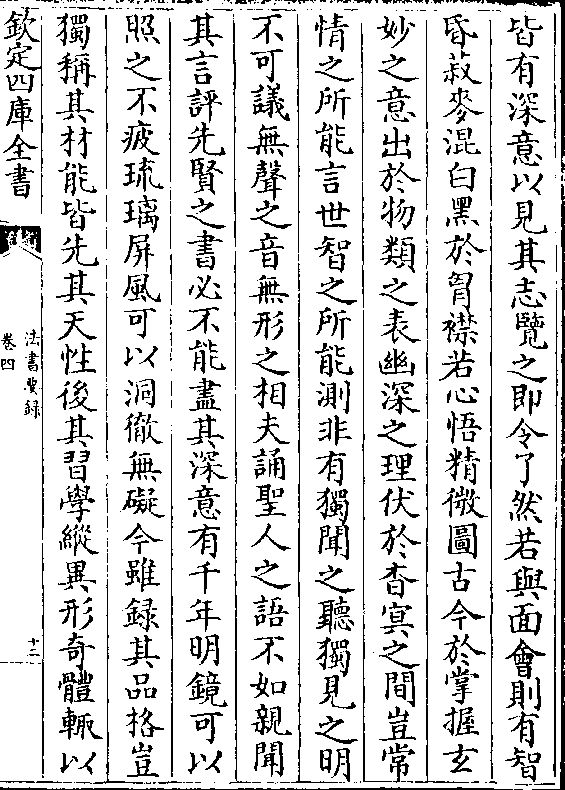 皆有深意以見其志覽之即令了然若與面會則有智
昏菽麥混白黑於胷襟若心悟精微圖古今於掌握玄
妙之意出於物類之表幽深之理伏於杳冥之間豈常
情之所能言世智之所能測非有獨聞之聽獨見之明
不可議無聲之音無形之相夫誦聖人之語不如親聞
其言評先賢之書必不能盡其深意有千年明鏡可以
照之不疲琉璃屏風可以洞徹無礙今雖録其品格豈
獨稱其材能皆先其天性後其習學縱異形奇體輒以
欽定四庫全書
法書要録
卷四
十二